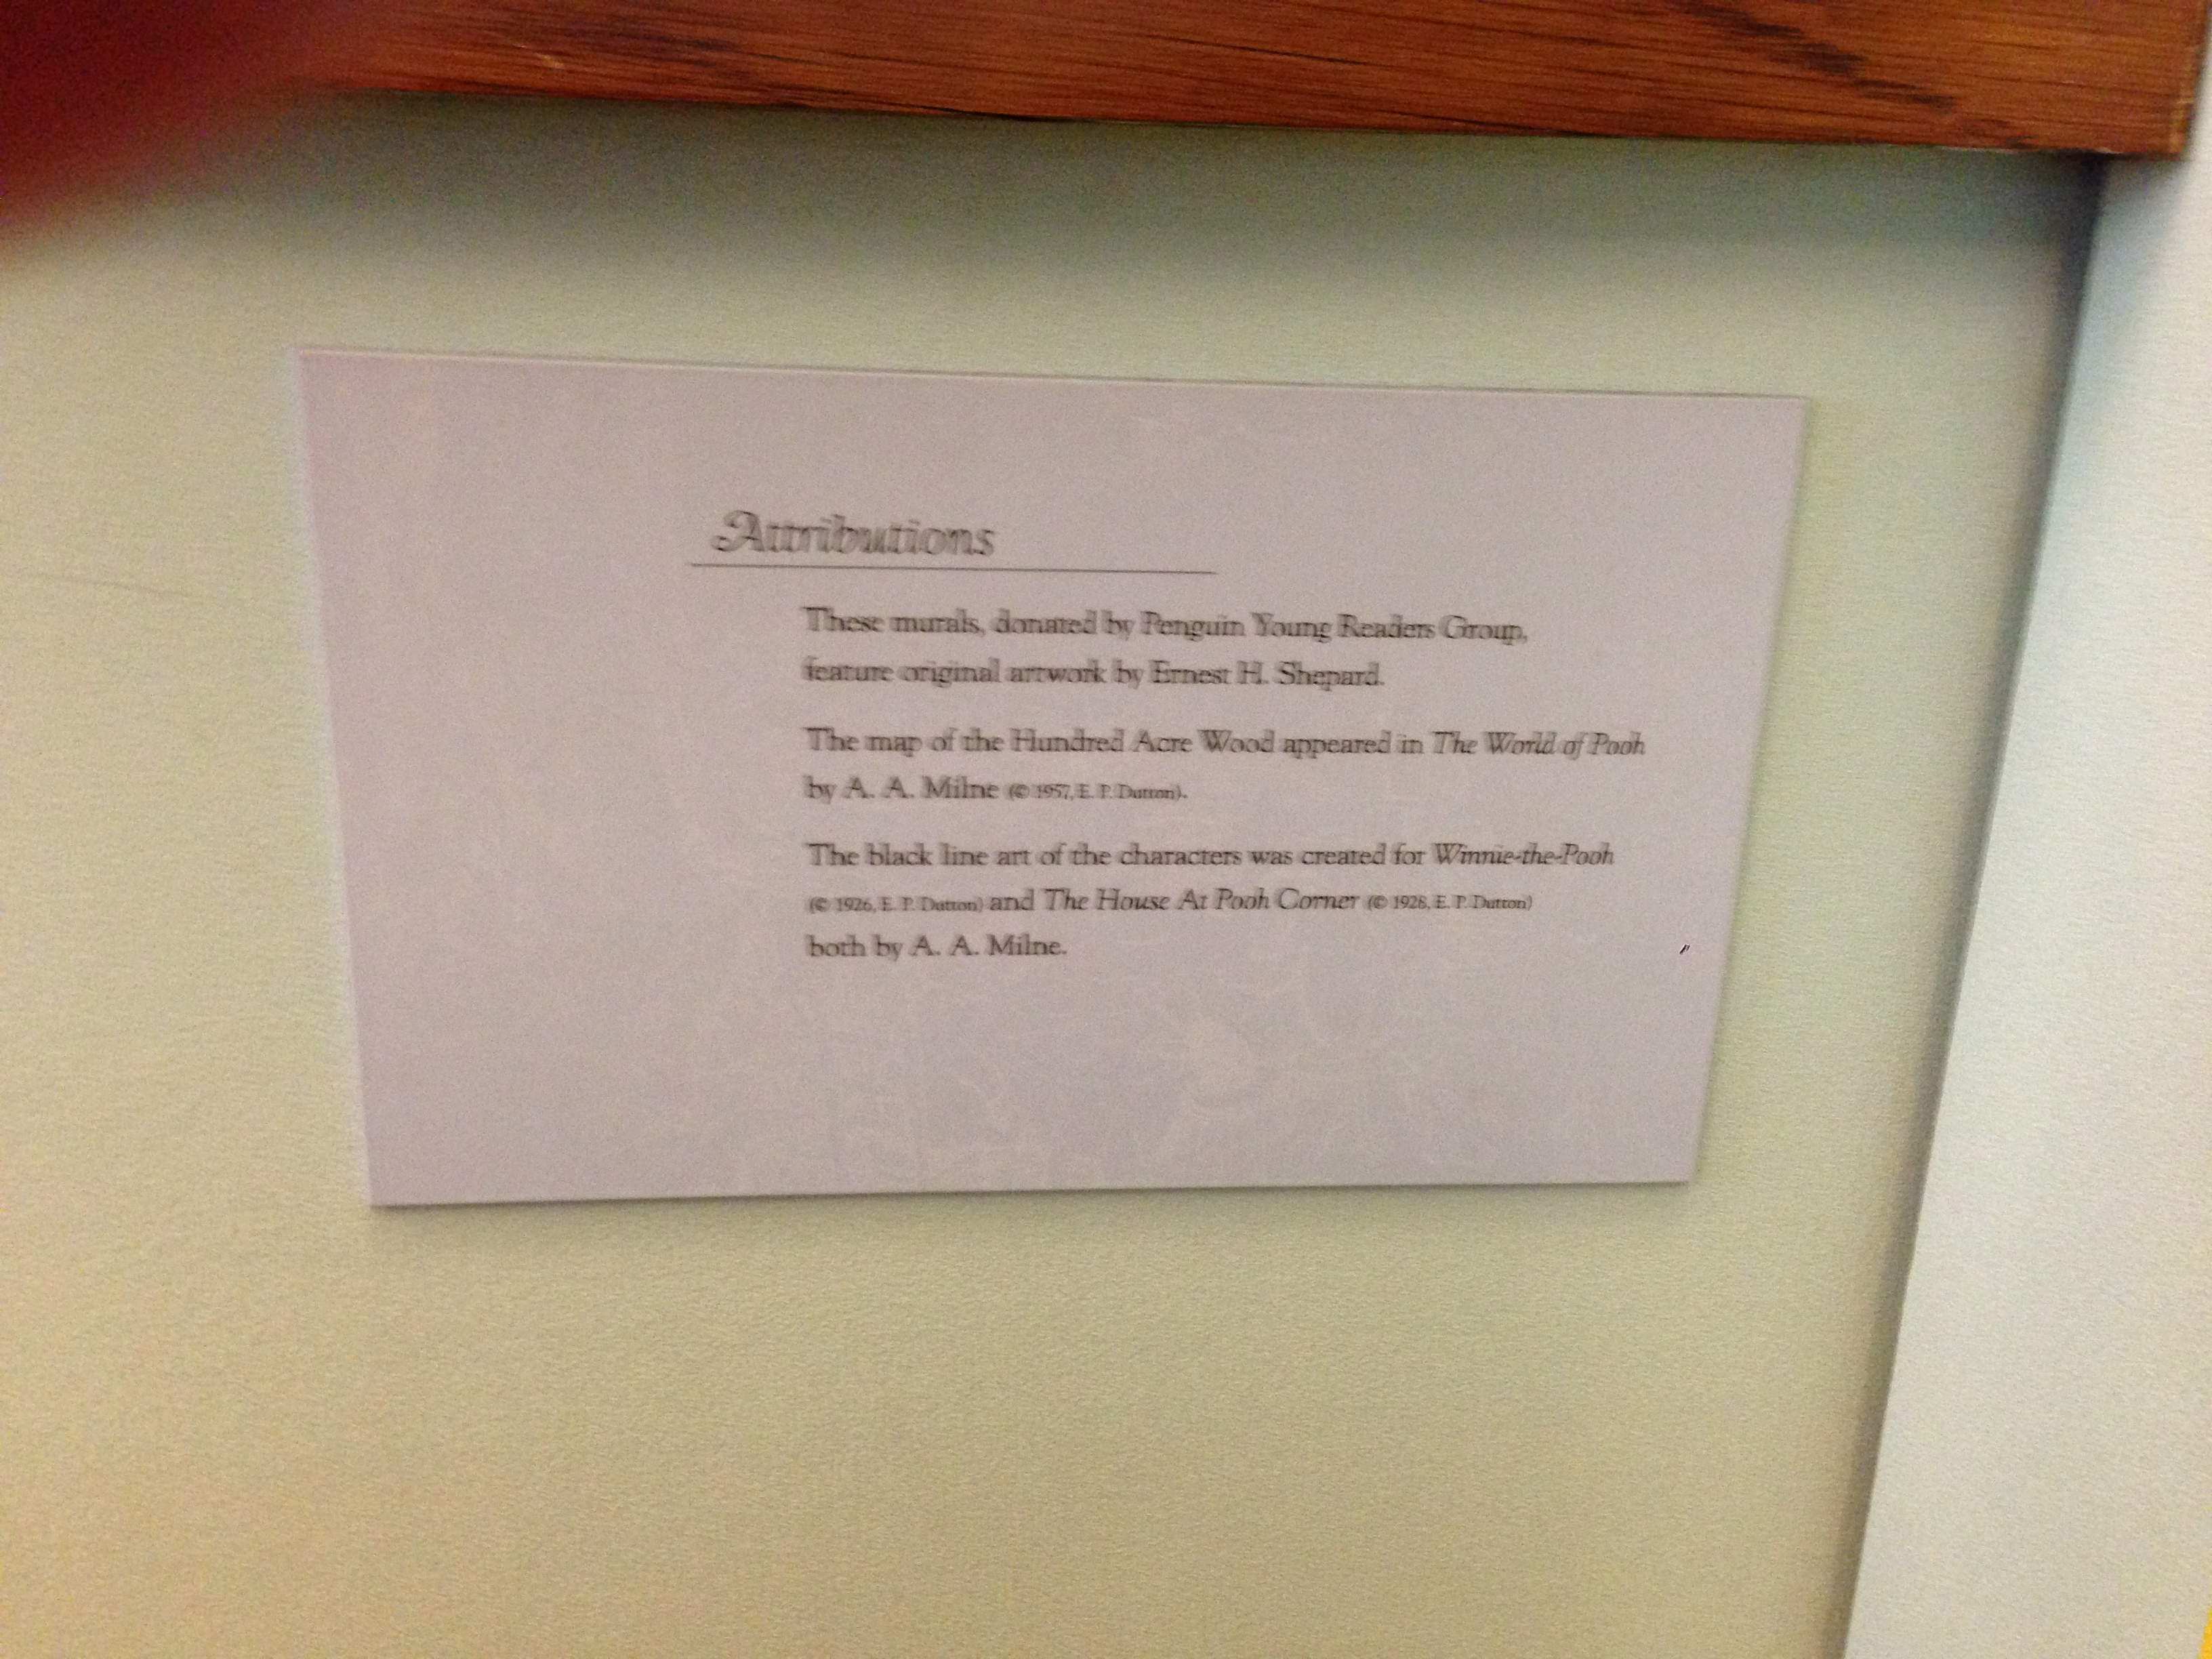 Attributions
These murals, donated by Penguin Young Readers Group,
feature original artwork by Ernest H. Shepard.
The map of the Hundred Acre Wood appeared in The World of Pooh
by A. A. Milne (© 1957, E. P. Dutton).
The black line art of the characters was created for Winnie-the-Pooh
(© 1926, E. P. Dutton) and The House At Pooh Corner (© 1928, E. P. Dutton)
both by A. A. Milne.